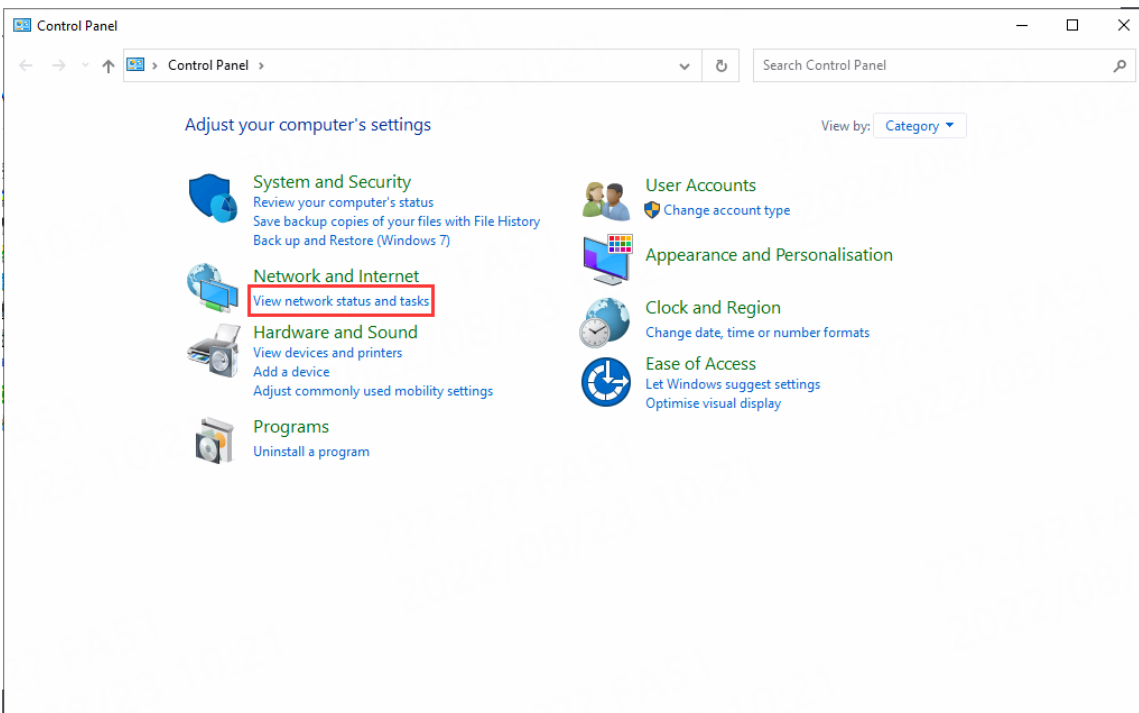 Control Panel
Control Panel
Search Control Panel
Adjust your computer's settings
View by: Category
System and Security
Review your computer's status
Save backup copies of your files with File History
Back up and Restore (Windows 7)
Network and Internet
View network status and tasks
Hardware and Sound
View devices and printers
Add a device
Adjust commonly used mobility settings
Programs
Uninstall a program
User Accounts
Change account type
Appearance and Personalisation
Clock and Region
Change date, time or number formats
Ease of Access
Let Windows suggest settings
Optimise visual display